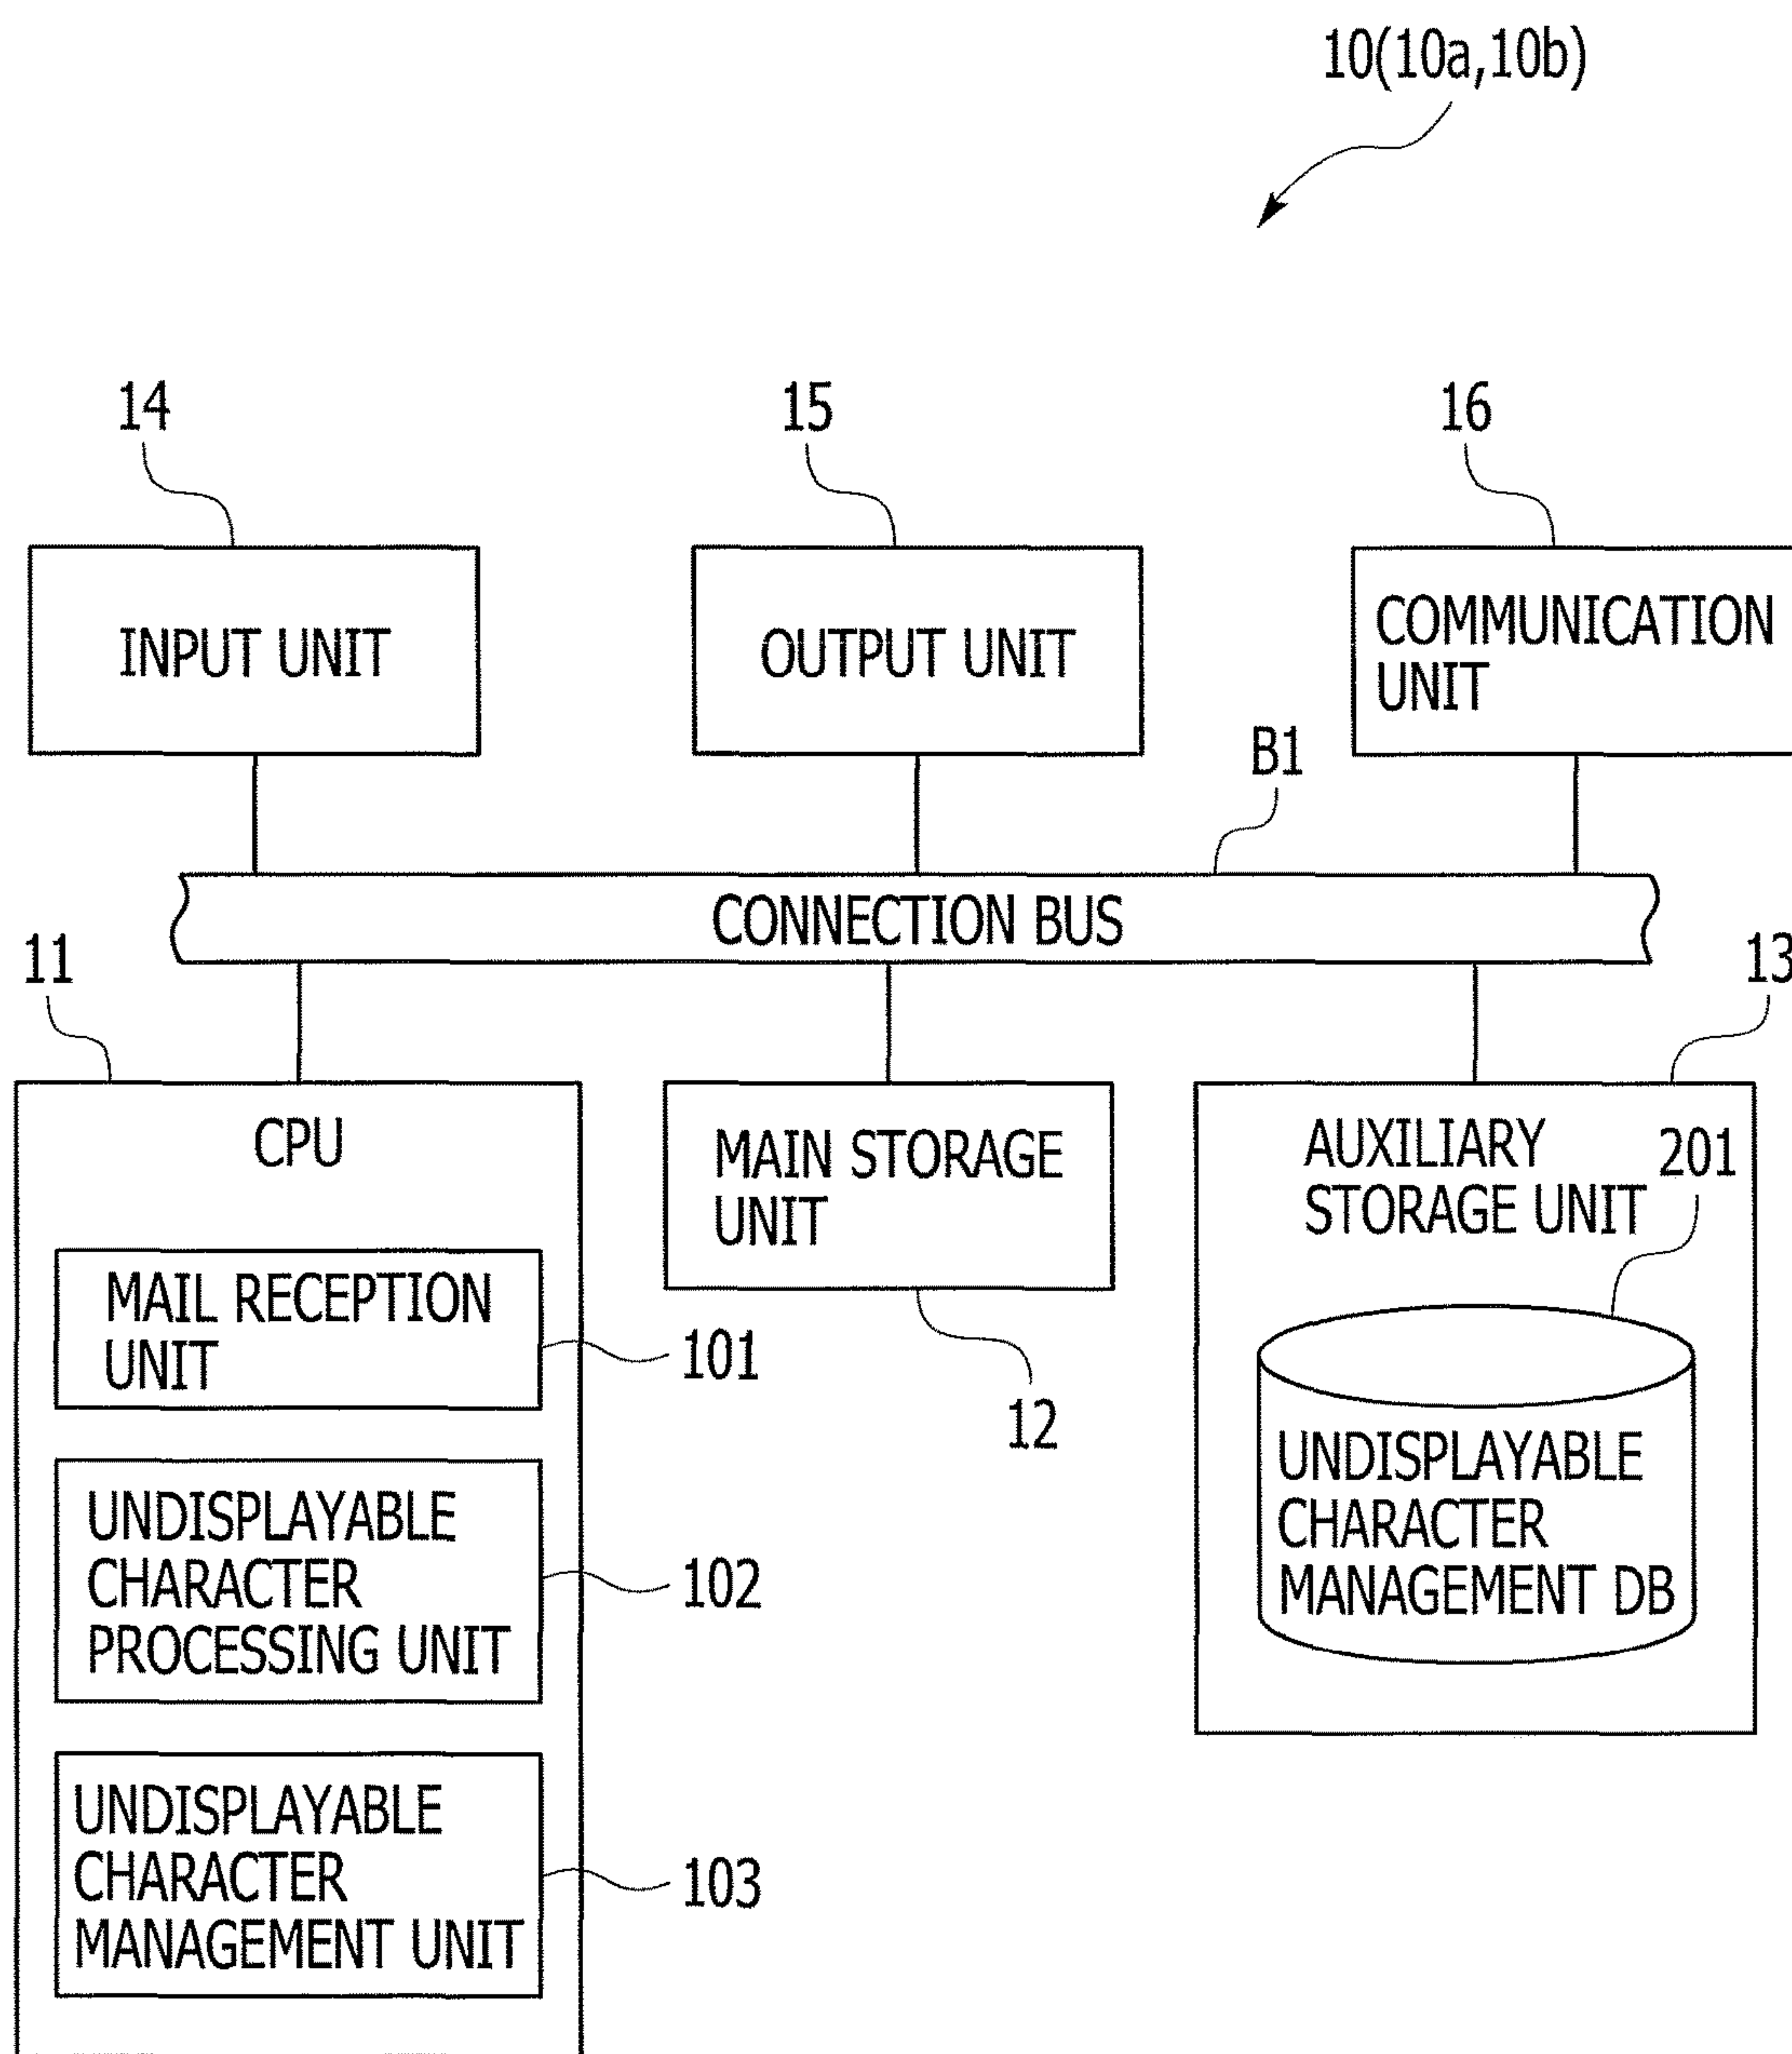 10(10a,10b)
14
15
16
INPUT UNIT
OUTPUT UNIT
COMMUNICATION
UNIT
B1
CONNECTION BUS
11
13
CPU
MAIN STORAGE
UNIT
12
AUXILIARY
STORAGE UNIT
201
MAIL RECEPTION
UNIT
101
UNDISPLAYABLE
CHARACTER
MANAGEMENT DB
UNDISPLAYABLE
CHARACTER
PROCESSING UNIT
102
UNDISPLAYABLE
CHARACTER
MANAGEMENT UNIT
103